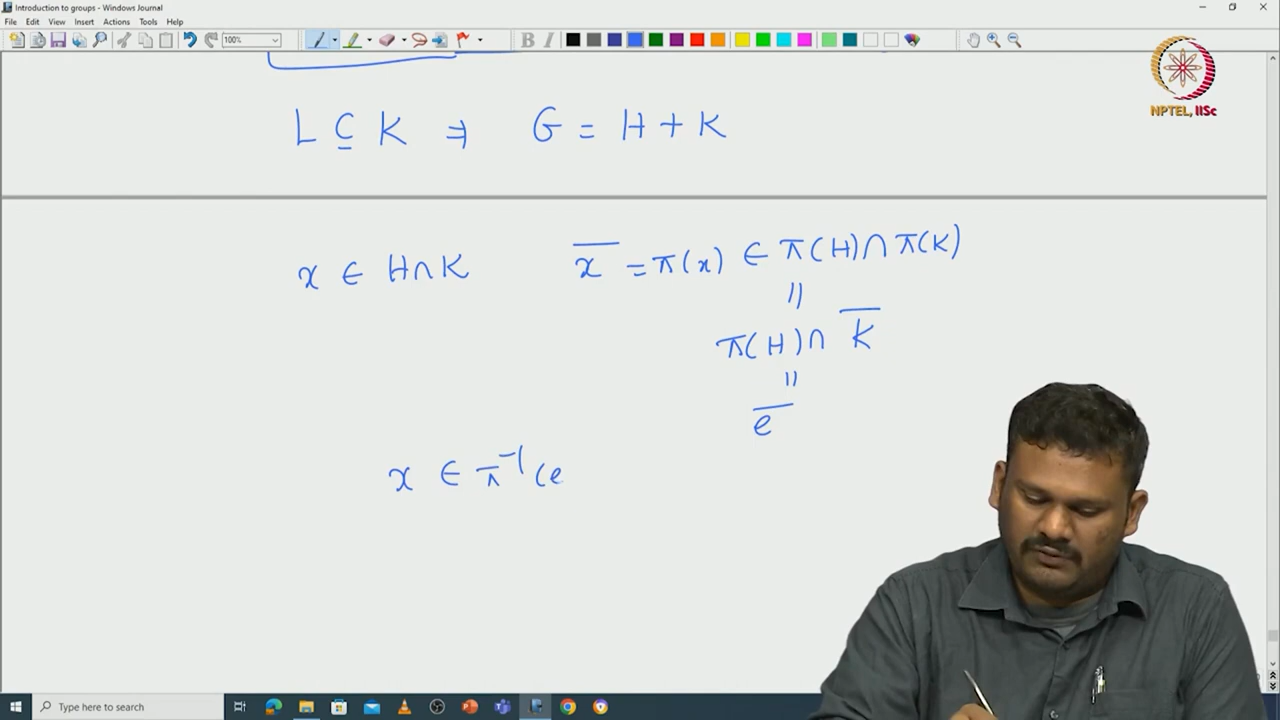 Introduction to groups - Windows Journal
File Edit View Insert Actions Tools Help
100%
B I
NPTEL, IISc
L ⊆ K ⇒ G = H + K
x ∈ H∩K x̅ = π(x) ∈ π(H)∩π(K)
||
π(H)∩ K̅
||
e̅
x ∈ π⁻¹(e
Type here to search